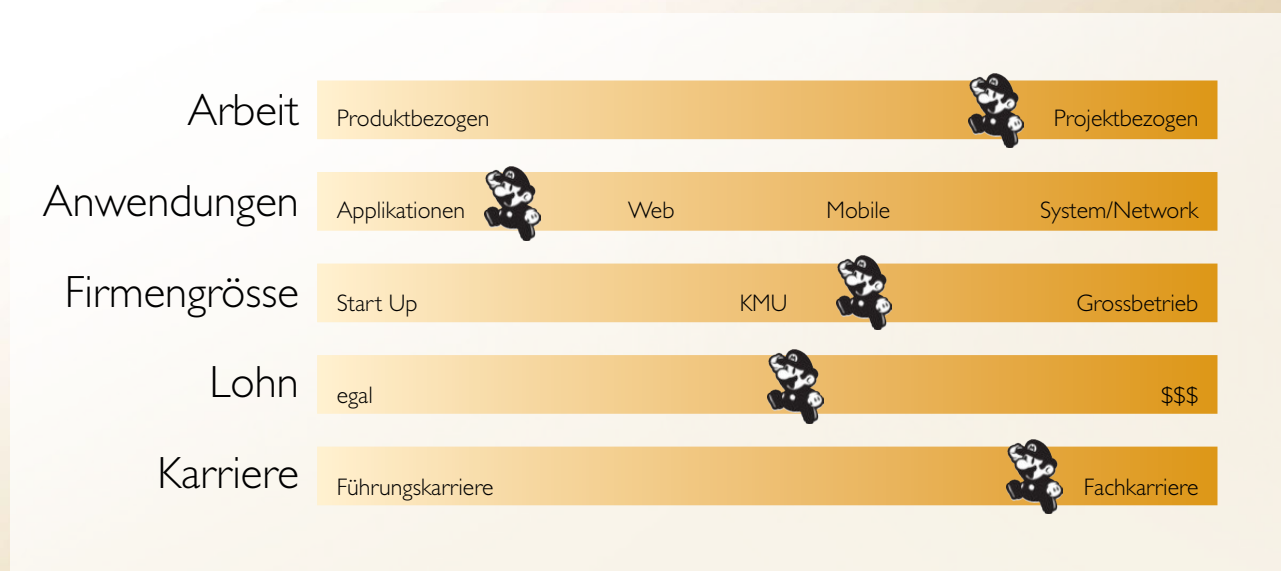 Arbeit Produktbezogen Projektbezogen
Anwendungen Applikationen Web Mobile System/Network
Firmengrösse Start Up KMU Grossbetrieb
Lohn egal $$$
Karriere Führungskarriere Fachkarriere